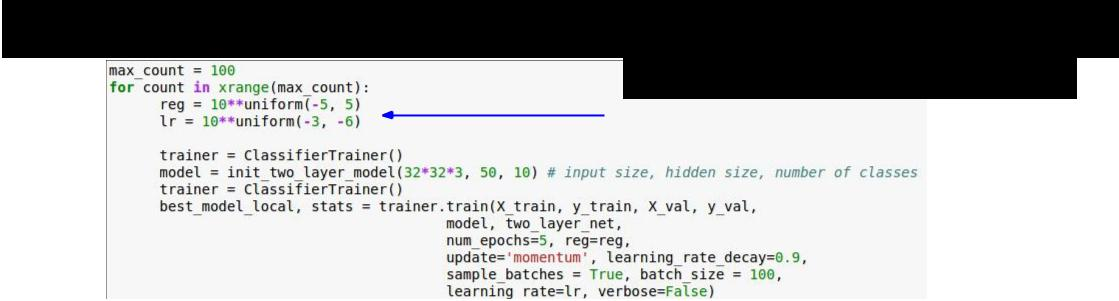 max_count = 100
for count in xrange(max_count):
reg = 10**uniform(-5, 5)
lr = 10**uniform(-3, -6)
trainer = ClassifierTrainer()
model = init_two_layer_model(32*32*3, 50, 10) # input size, hidden size, number of classes
trainer = ClassifierTrainer()
best_model_local, stats = trainer.train(X_train, y_train, X_val, y_val,
model, two_layer_net,
num_epochs=5, reg=reg,
update='momentum', learning_rate_decay=0.9,
sample_batches = True, batch_size = 100,
learning_rate=lr, verbose=False)